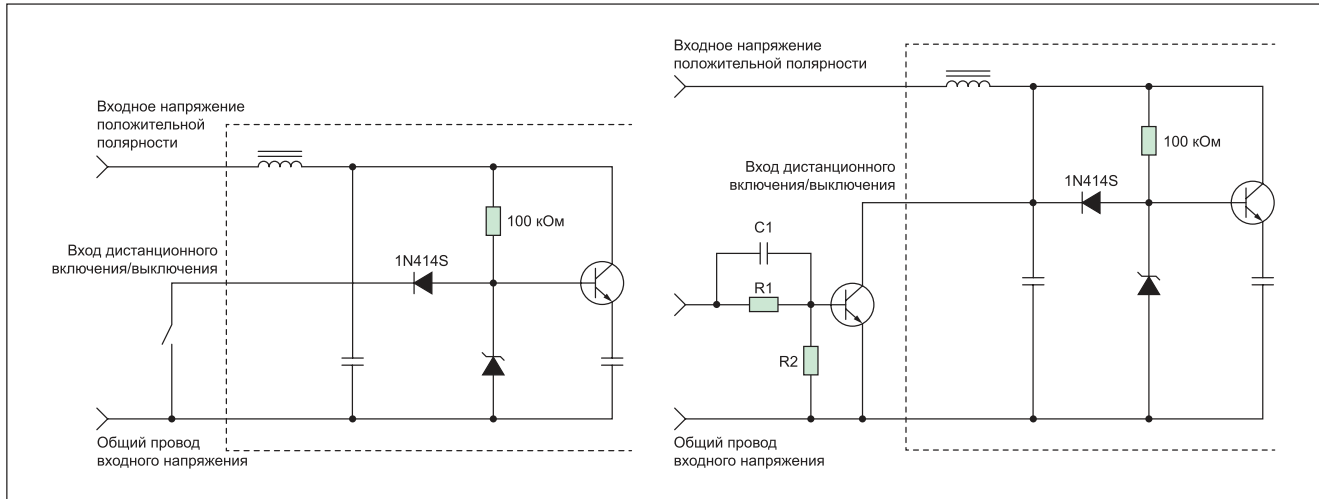 Входное напряжение
положительной
полярности
100 кОм
Вход дистанционного
включения/выключения
1N414S
Общий провод
входного напряжения
Входное напряжение
положительной полярности
100 кОм
Вход дистанционного
включения/выключения
1N414S
C1
R1
R2
Общий провод
входного напряжения